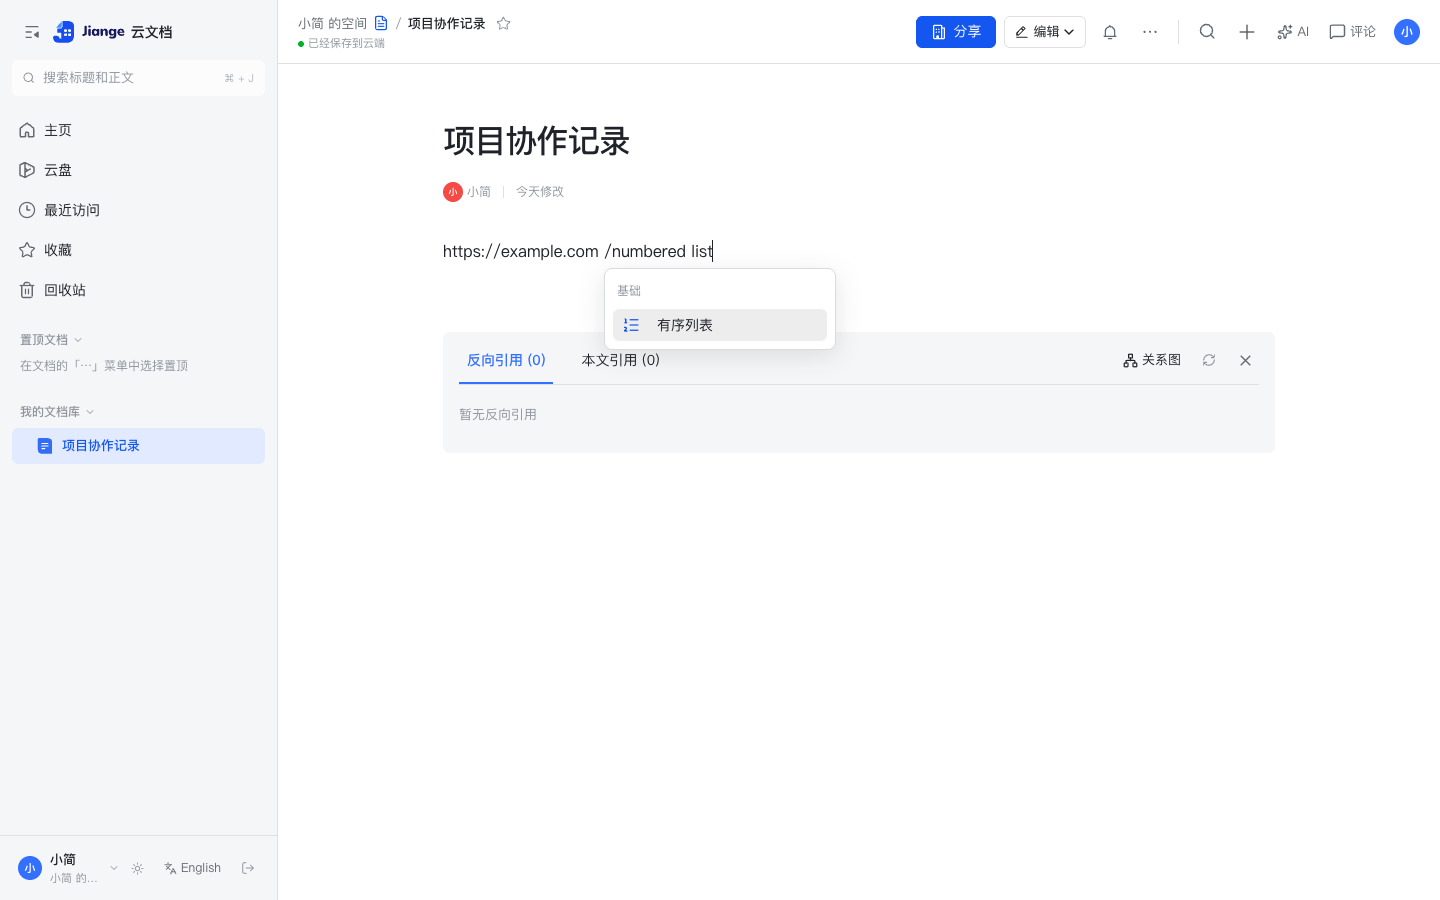 Jiange 云文档
搜索标题和正文 ⌘ + J
主页
云盘
最近访问
收藏
回收站
置顶文档
在文档的「···」菜单中选择置顶
我的文档库
项目协作记录
小
小简
小简 的...
English
小简 的空间 / 项目协作记录
已经保存到云端
分享
编辑
AI
评论
小
项目协作记录
小 小简 今天修改
https://example.com /numbered list
基础
有序列表
反向引用 (0) 本文引用 (0) 关系图
暂无反向引用